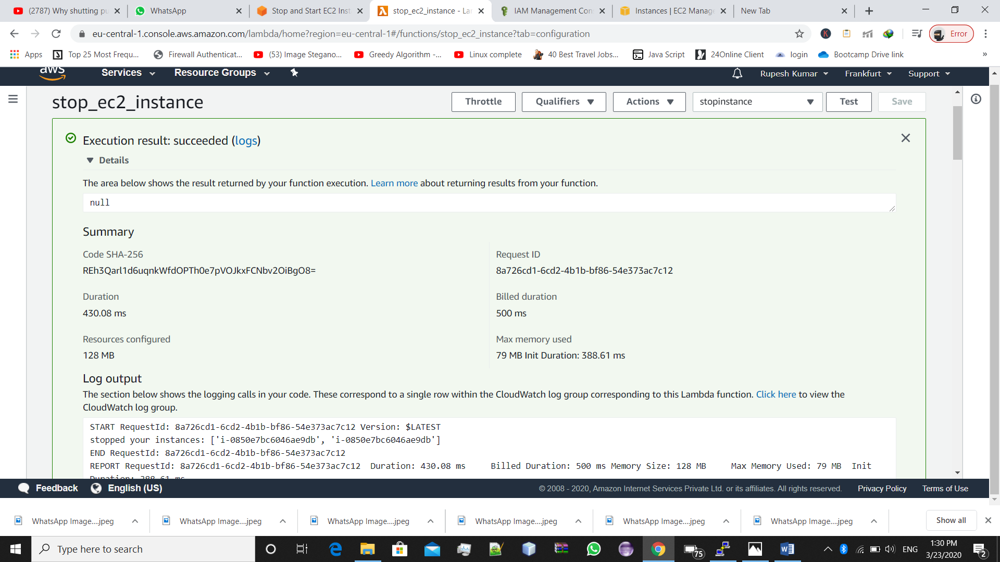 (2787) Why shutting pu
WhatsApp
Stop and Start EC2 Inst
stop_ec2_instance - La
IAM Management Con
Instances | EC2 Manage
New Tab
eu-central-1.console.aws.amazon.com/lambda/home?region=eu-central-1#/functions/stop_ec2_instance?tab=configuration
K
Error
Apps
Top 25 Most Frequ...
Firewall Authenticat...
(53) Image Stegano...
Greedy Algorithm -...
Linux complete
40 Best Travel Jobs...
Java Script
24Online Client
login
Bootcamp Drive link
»
aws
Services
Resource Groups
Rupesh Kumar
Frankfurt
Support
stop_ec2_instance
Throttle
Qualifiers
Actions
stopinstance
Test
Save
Execution result: succeeded (logs)
Details
The area below shows the result returned by your function execution. Learn more about returning results from your function.
null
Summary
Code SHA-256
REh3Qarl1d6uqnkWfdOPTh0e7pVOJkxFCNbv2OiBgO8=
Request ID
8a726cd1-6cd2-4b1b-bf86-54e373ac7c12
Duration
430.08 ms
Billed duration
500 ms
Resources configured
128 MB
Max memory used
79 MB Init Duration: 388.61 ms
Log output
The section below shows the logging calls in your code. These correspond to a single row within the CloudWatch log group corresponding to this Lambda function. Click here to view the
CloudWatch log group.
START RequestId: 8a726cd1-6cd2-4b1b-bf86-54e373ac7c12 Version: $LATEST
stopped your instances: ['i-0850e7bc6046ae9db', 'i-0850e7bc6046ae9db']
END RequestId: 8a726cd1-6cd2-4b1b-bf86-54e373ac7c12
REPORT RequestId: 8a726cd1-6cd2-4b1b-bf86-54e373ac7c12 Duration: 430.08 ms Billed Duration: 500 ms Memory Size: 128 MB Max Memory Used: 79 MB Init
Duration: 388.61 ms
Feedback
English (US)
© 2008 - 2020, Amazon Internet Services Private Ltd. or its affiliates. All rights reserved.
Privacy Policy
Terms of Use
WhatsApp Image....jpeg
WhatsApp Image....jpeg
WhatsApp Image....jpeg
WhatsApp Image....jpeg
WhatsApp Image....jpeg
WhatsApp Image....jpeg
Show all
Type here to search
75
ENG
1:30 PM
3/23/2020
2